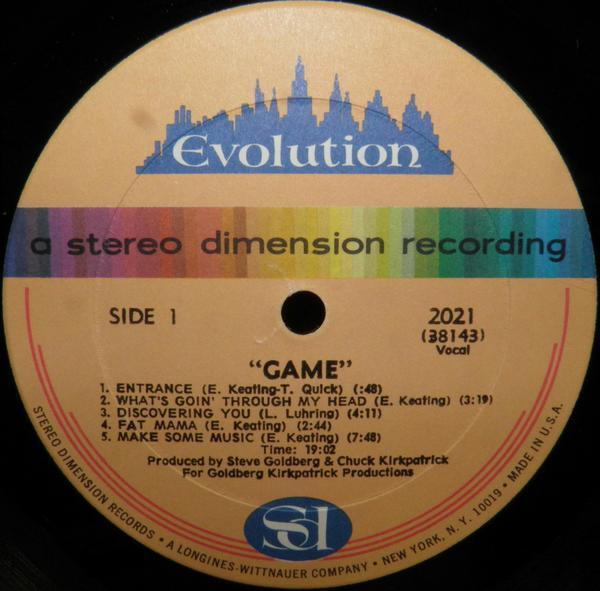 Evolution
a stereo dimension recording
SIDE 1
2021
(38143)
Vocal
"GAME"
1. ENTRANCE (E. Keating-T. Quick) (:48)
2. WHAT'S GOIN' THROUGH MY HEAD (E. Keating) (3:19)
3. DISCOVERING YOU (L. Luhring) (4:11)
4. FAT MAMA (E. Keating) (2:44)
5. MAKE SOME MUSIC (E. Keating) (7:48)
Time: 19:02
Produced by Steve Goldberg & Chuck Kirkpatrick
For Goldberg Kirkpatrick Productions
Sd
STEREO DIMENSION RECORDS • A LONGINES-WITTNAUER COMPANY • NEW YORK, N. Y. 10019 • MADE IN U.S.A.